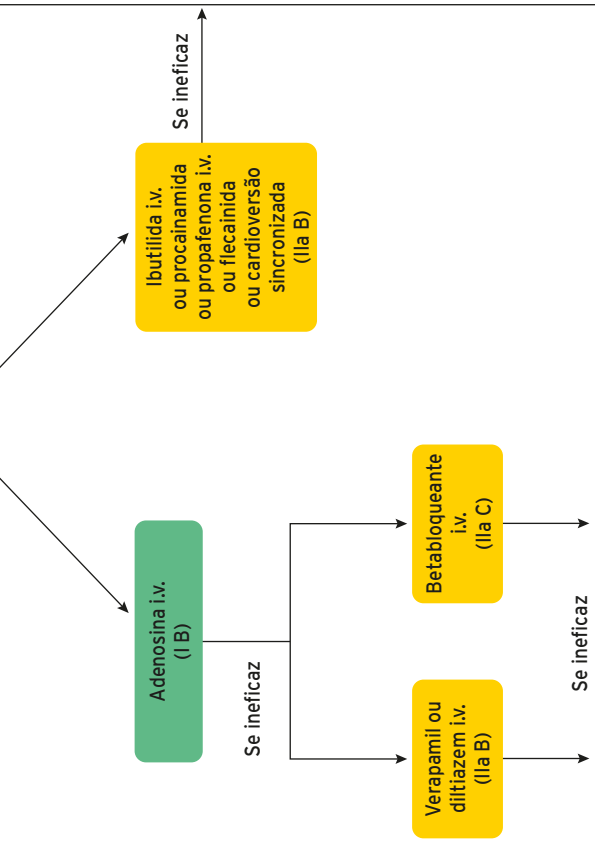 Adenosina i.v.
(I B)
Se ineficaz
Verapamil ou
diltiazem i.v.
(IIa B)
Betabloqueante
i.v.
(IIa C)
Se ineficaz
Ibutilida i.v.
ou procainamida
ou propafenona i.v.
ou flecainida
ou cardioversão
sincronizada
(IIa B)
Se ineficaz